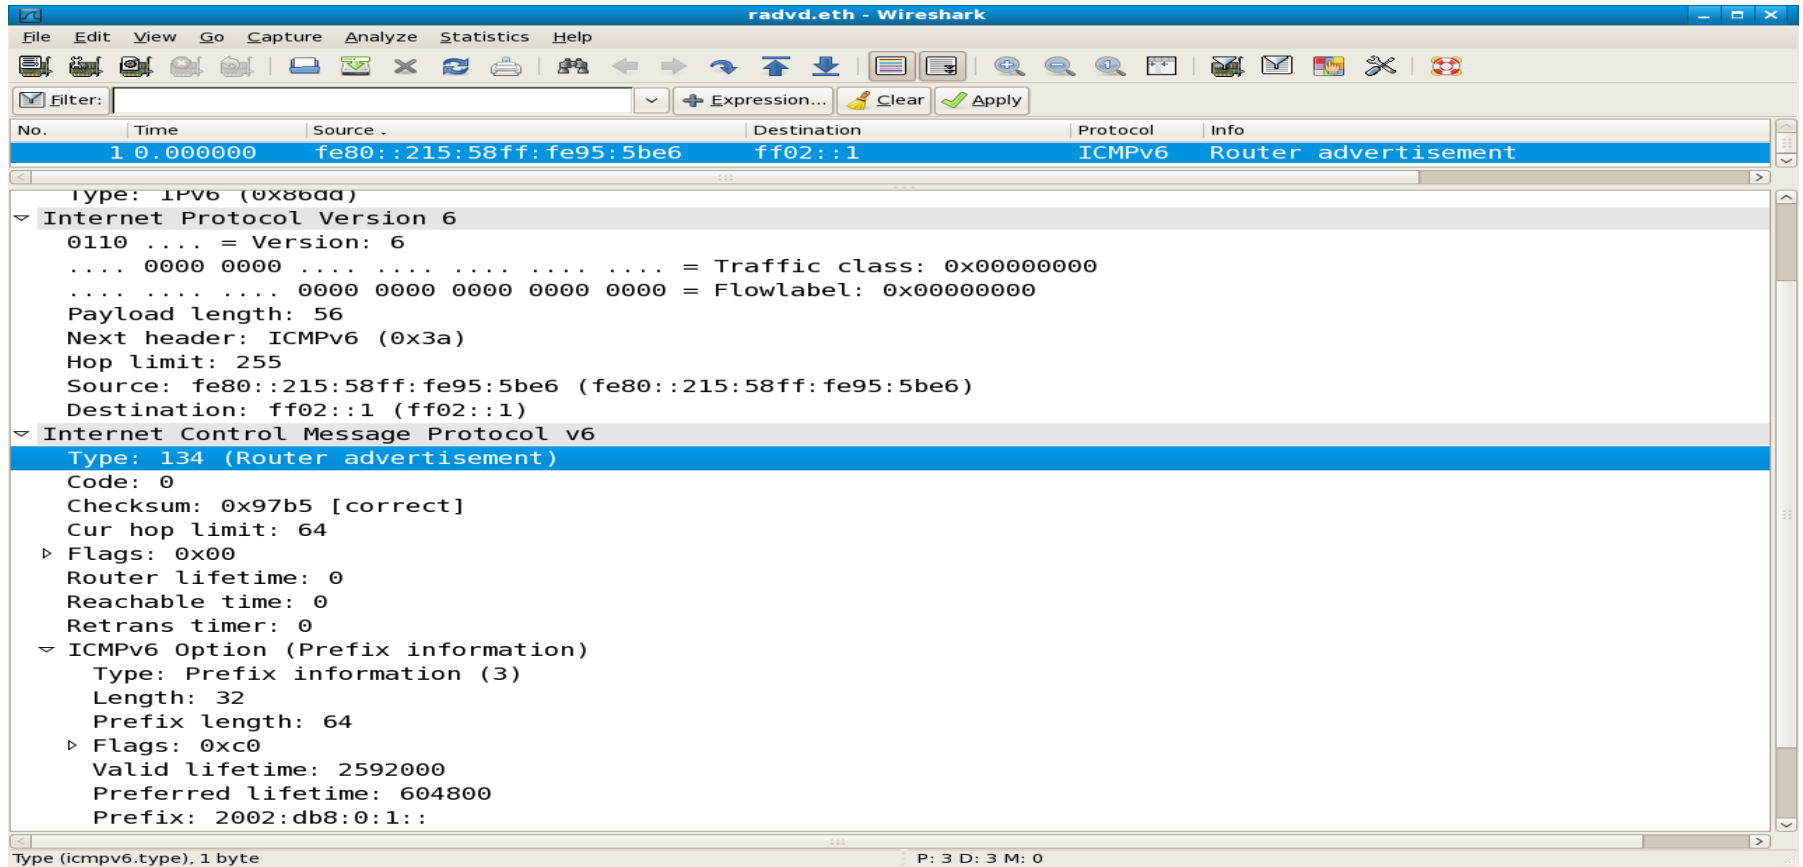 radvd.eth - Wireshark
File Edit View Go Capture Analyze Statistics Help
Filter: Expression... Clear Apply
No. Time Source Destination Protocol Info
1 0.000000 fe80::215:58ff:fe95:5be6 ff02::1 ICMPv6 Router advertisement
Type: IPv6 (0x86dd)
Internet Protocol Version 6
0110 .... = Version: 6
.... 0000 0000 .... .... .... .... .... = Traffic class: 0x00000000
.... .... .... 0000 0000 0000 0000 0000 = Flowlabel: 0x00000000
Payload length: 56
Next header: ICMPv6 (0x3a)
Hop limit: 255
Source: fe80::215:58ff:fe95:5be6 (fe80::215:58ff:fe95:5be6)
Destination: ff02::1 (ff02::1)
Internet Control Message Protocol v6
Type: 134 (Router advertisement)
Code: 0
Checksum: 0x97b5 [correct]
Cur hop limit: 64
Flags: 0x00
Router lifetime: 0
Reachable time: 0
Retrans timer: 0
ICMPv6 Option (Prefix information)
Type: Prefix information (3)
Length: 32
Prefix length: 64
Flags: 0xc0
Valid lifetime: 2592000
Preferred lifetime: 604800
Prefix: 2002:db8:0:1::
Type (icmpv6.type), 1 byte P: 3 D: 3 M: 0